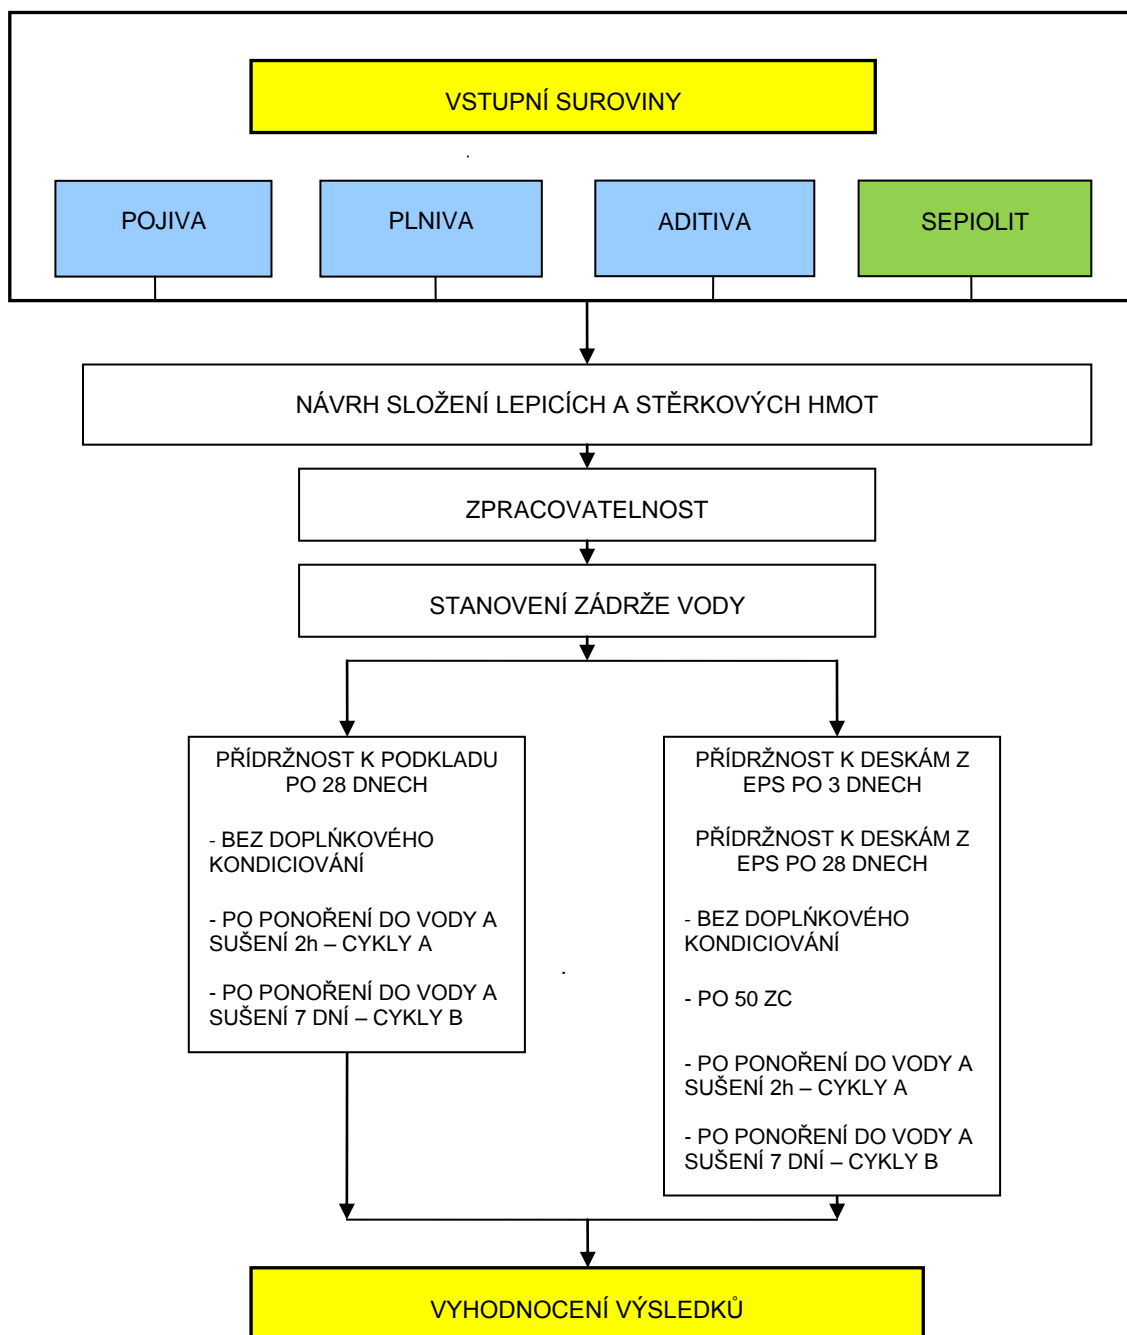 VSTUPNÍ SUROVINY
POJIVA
PLNIVA
ADITIVA
SEPIOLIT
NÁVRH SLOŽENÍ LEPICÍCH A STĚRKOVÝCH HMOT
ZPRACOVATELNOST
STANOVENÍ ZÁDRŽE VODY
PŘÍDRŽNOST K PODKLADU
PO 28 DNECH
- BEZ DOPLŃKOVÉHO
KONDICIOVÁNÍ
- PO PONOŘENÍ DO VODY A
SUŠENÍ 2h – CYKLY A
- PO PONOŘENÍ DO VODY A
SUŠENÍ 7 DNÍ – CYKLY B
PŘÍDRŽNOST K DESKÁM Z
EPS PO 3 DNECH
PŘÍDRŽNOST K DESKÁM Z
EPS PO 28 DNECH
- BEZ DOPLŃKOVÉHO
KONDICIOVÁNÍ
- PO 50 ZC
- PO PONOŘENÍ DO VODY A
SUŠENÍ 2h – CYKLY A
- PO PONOŘENÍ DO VODY A
SUŠENÍ 7 DNÍ – CYKLY B
VYHODNOCENÍ VÝSLEDKŮ